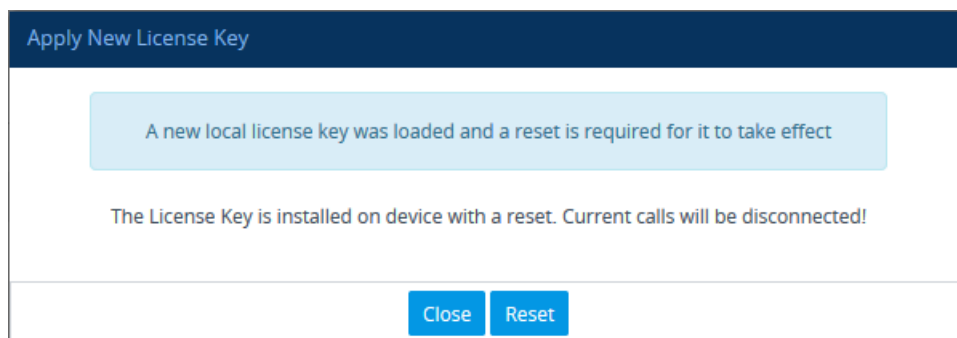 Apply New License Key
A new local license key was loaded and a reset is required for it to take effect
The License Key is installed on device with a reset. Current calls will be disconnected!
Close Reset